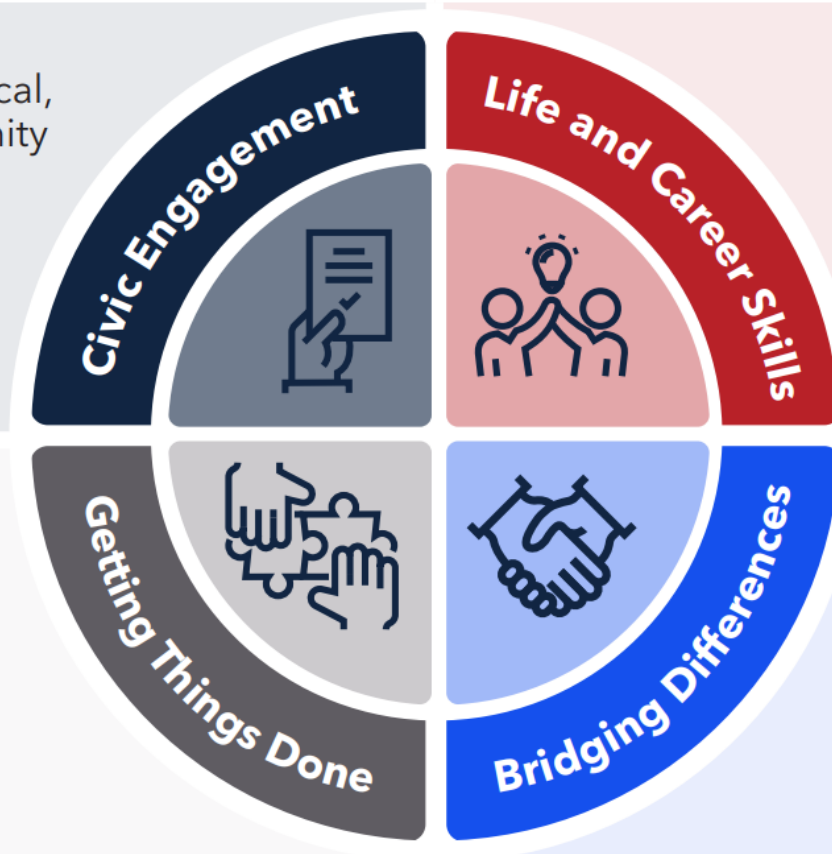 Civic Engagement
Life and Career Skills
Getting Things Done
Bridging Differences